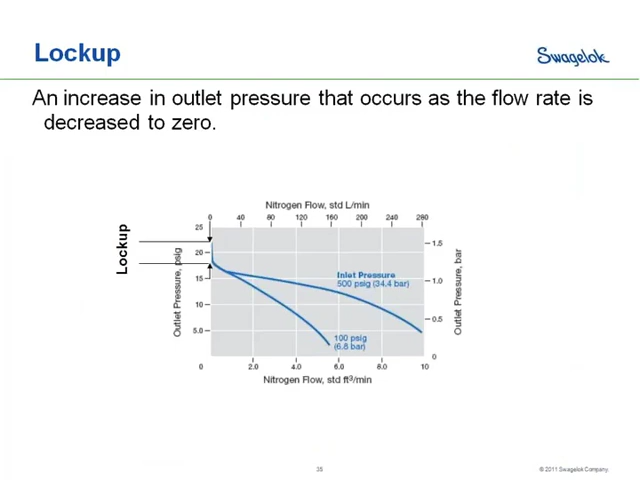 Lockup
Swagelok
An increase in outlet pressure that occurs as the flow rate is
decreased to zero.
Nitrogen Flow, std L/min
0 40 80 120 160 200 240 280
Lockup
Outlet Pressure, psig
25
20
15
10
5.0
0
Inlet Pressure
500 psig (34.4 bar)
100 psig
(6.8 bar)
1.5
1.0
0.5
0
Outlet Pressure, bar
2.0 4.0 6.0 8.0 10
Nitrogen Flow, std ft³/min
35
© 2011 Swagelok Company.